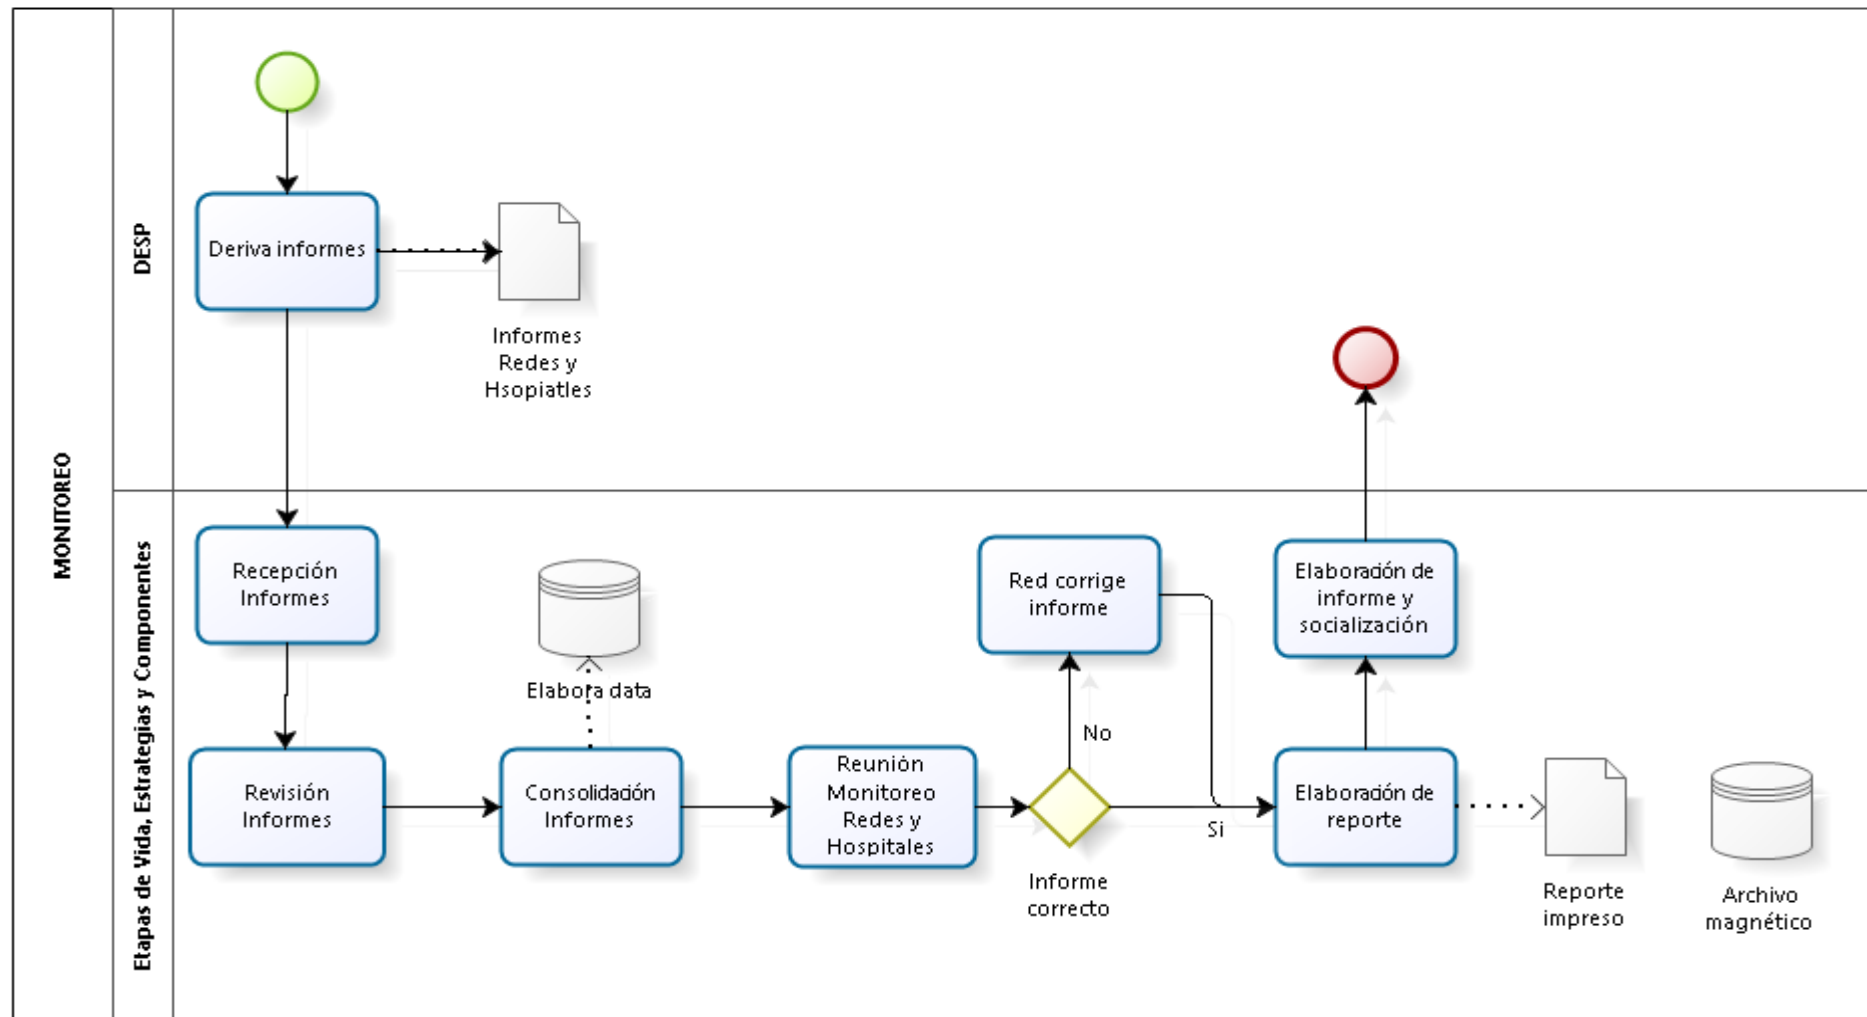 MONITOREO
DESP
Deriva informes
Informes
Redes y
Hsopiatles
Etapas de Vida, Estrategias y Componentes
Recepción
Informes
Elabora data
Red corrige
informe
Elaboración de
informe y
socialización
No
Revisión
Informes
Consolidación
Informes
Reunión
Monitoreo
Redes y
Hospitales
Informe
correcto
Si
Elaboración de
reporte
Reporte
impreso
Archivo
magnético